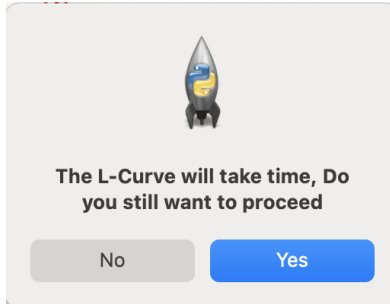 The L-Curve will take time, Do
you still want to proceed
No
Yes